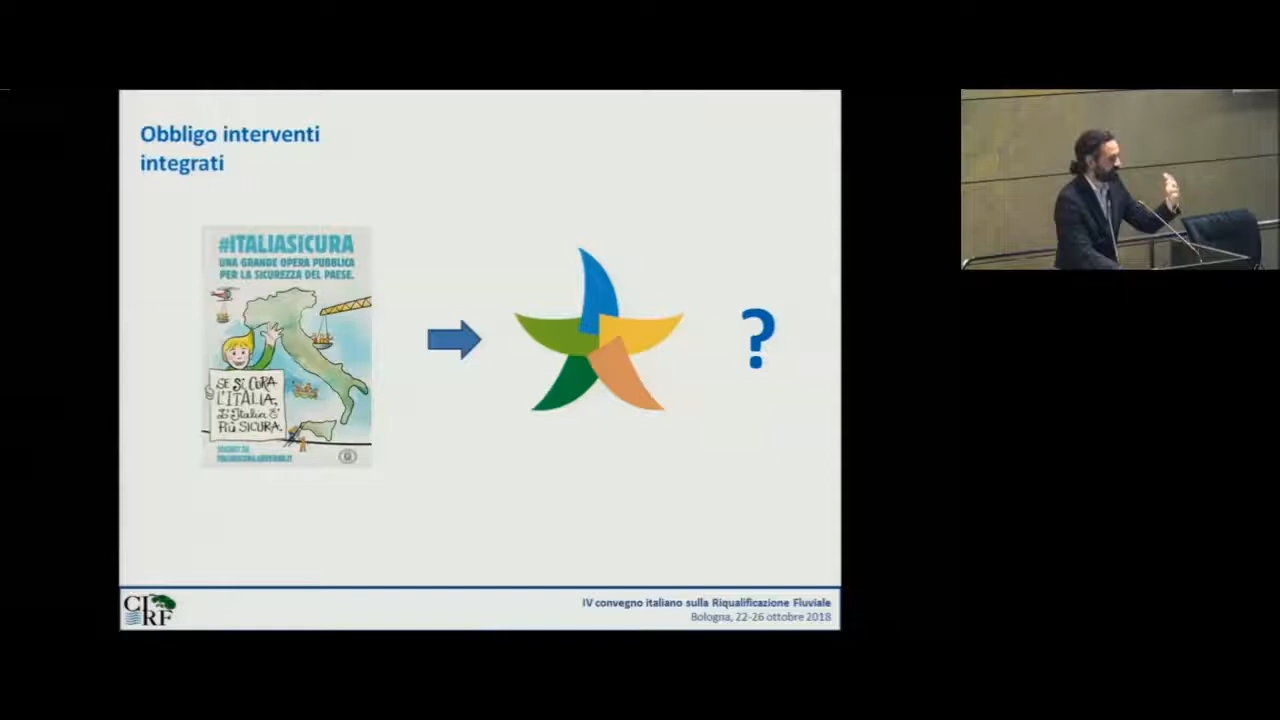 Obbligo interventi
integrati
#ITALIASICURA
UNA GRANDE OPERA PUBBLICA
PER LA SICUREZZA DEL PAESE.
SE SI CURA
L'ITALIA,
L'Italia È
PIÙ SICURA.
?
CIRF
IV convegno italiano sulla Riqualificazione Fluviale
Bologna, 22-26 ottobre 2018